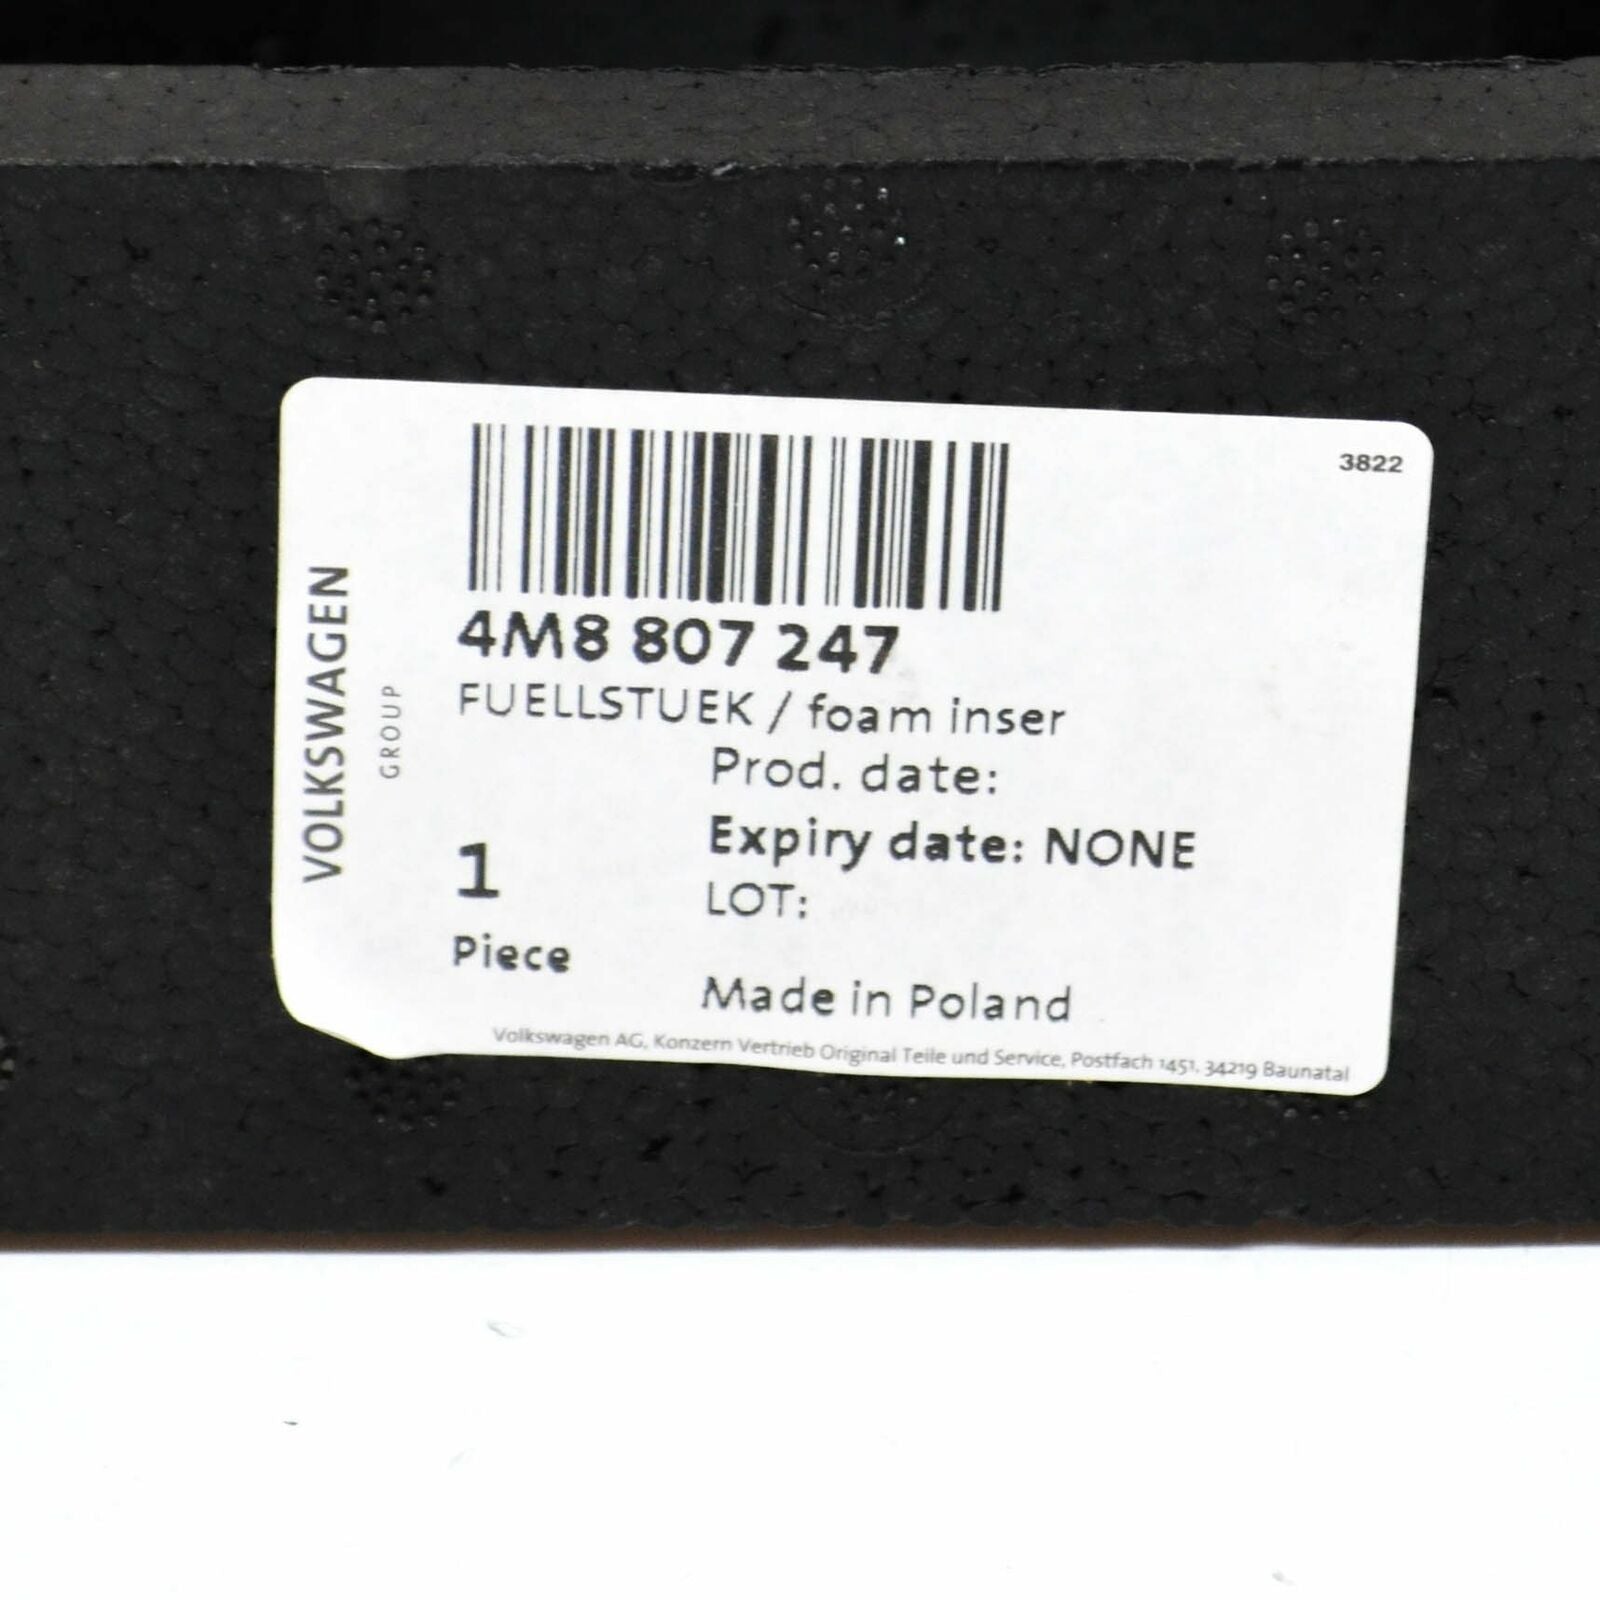 3822
VOLKSWAGEN
GROUP
4M8 807 247
FUELLSTUEK / foam inser
Prod. date:
Expiry date: NONE
1
LOT:
Piece
Made in Poland
Volkswagen AG, Konzern Vertrieb Original Teile und Service, Postfach 1451, 34219 Baunatal